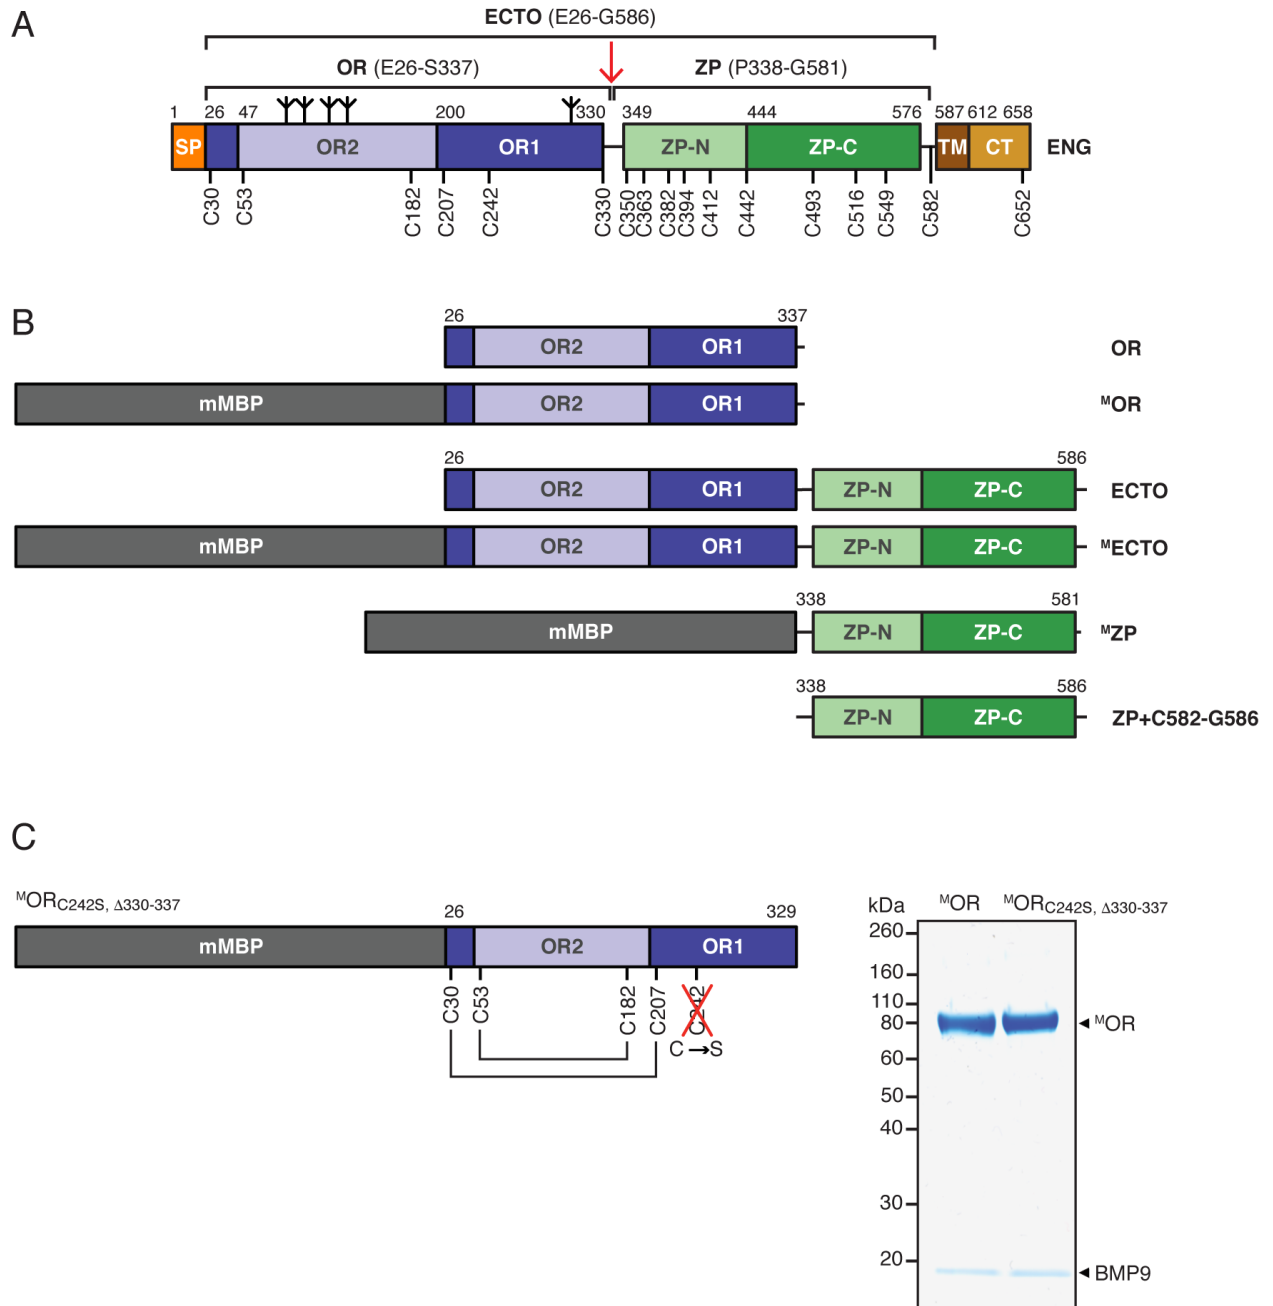 A
ECTO (E26-G586)
OR (E26-S337) ZP (P338-G581)
1 26 47 200 330 349 444 576 587 612 658
SP OR2 OR1 ZP-N ZP-C TM CT ENG
C30 C53 C182 C207 C242 C330 C350 C363 C382 C394 C412 C442 C493 C516 C549 C582 C652
B
26 337
OR2 OR1 OR
mMBP OR2 OR1 ᴹOR
26 586
OR2 OR1 ZP-N ZP-C ECTO
mMBP OR2 OR1 ZP-N ZP-C ᴹECTO
338 581
mMBP ZP-N ZP-C ᴹZP
338 586
ZP-N ZP-C ZP+C582-G586
C
ᴹOR C242S, Δ330-337 26 329
mMBP OR2 OR1
C30 C53 C182 C207 C242
C → S
kDa ᴹOR ᴹOR C242S, Δ330-337
260
160
110
80 ᴹOR
60
50
40
30
20 BMP9